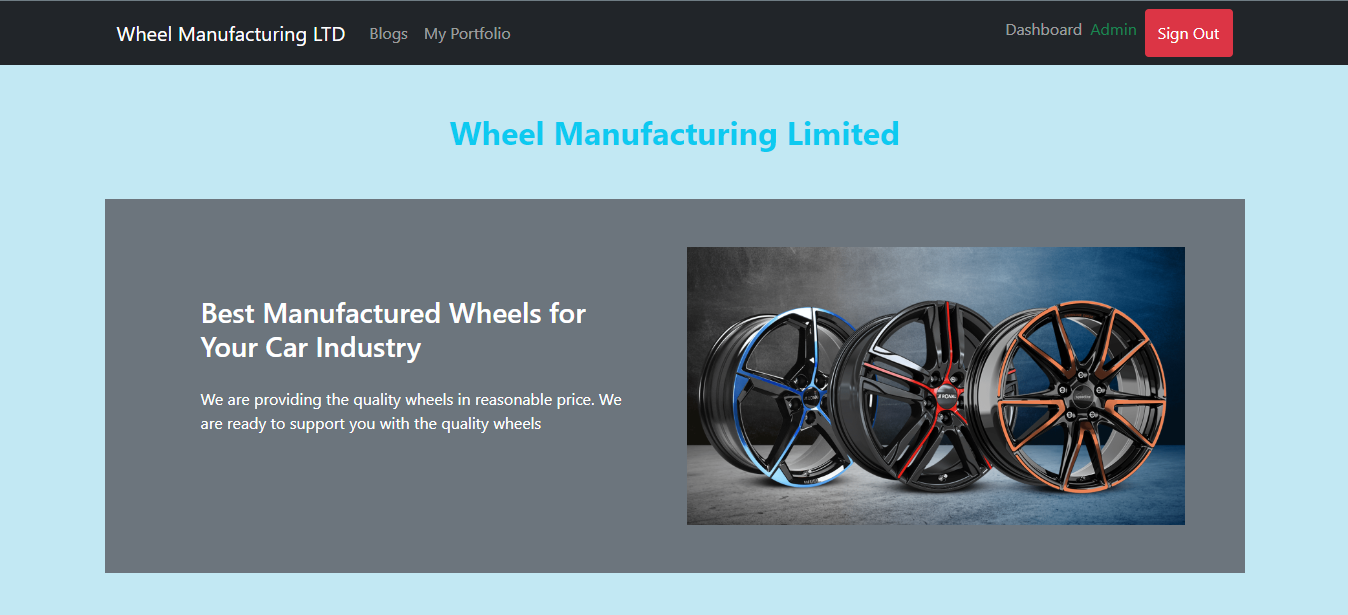 Wheel Manufacturing LTD Blogs My Portfolio Dashboard Admin Sign Out
Wheel Manufacturing Limited
Best Manufactured Wheels for
Your Car Industry
We are providing the quality wheels in reasonable price. We
are ready to support you with the quality wheels